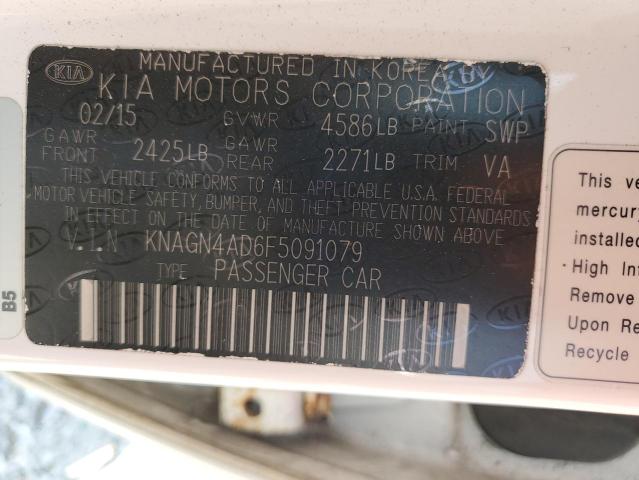 MANUFACTURED IN KOREA
KIA KIA MOTORS CORPORATION
02/15 GVWR 4586LB PAINT SWP
GAWR FRONT 2425LB GAWR REAR 2271LB TRIM VA
THIS VEHICLE CONFORMS TO ALL APPLICABLE U.S.A. FEDERAL
MOTOR VEHICLE SAFETY, BUMPER, AND THEFT PREVENTION STANDARDS
IN EFFECT ON THE DATE OF MANUFACTURE SHOWN ABOVE.
V.I.N KNAGN4AD6F5091079
TYPE PASSENGER CAR
B5
This ve
mercury
installed
· High Int
Remove
Upon Re
Recycle